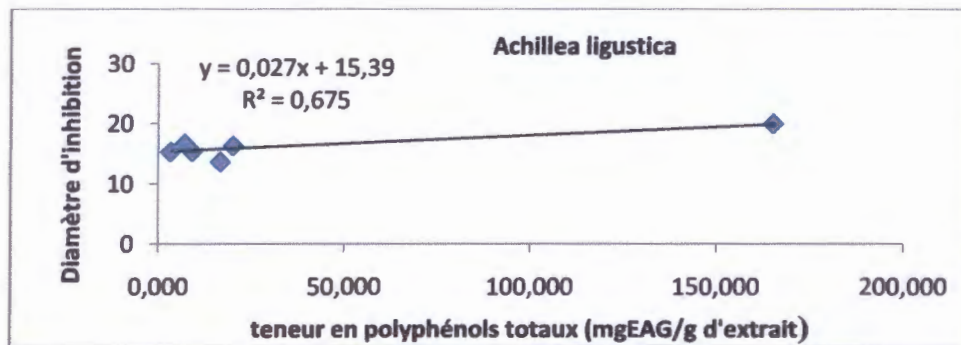 Achillea ligustica
y = 0,027x + 15,39
R² = 0,675
Diamètre d'inhibition
30
20
10
0
0,000 50,000 100,000 150,000 200,000
teneur en polyphénols totaux (mgEAG/g d'extrait)